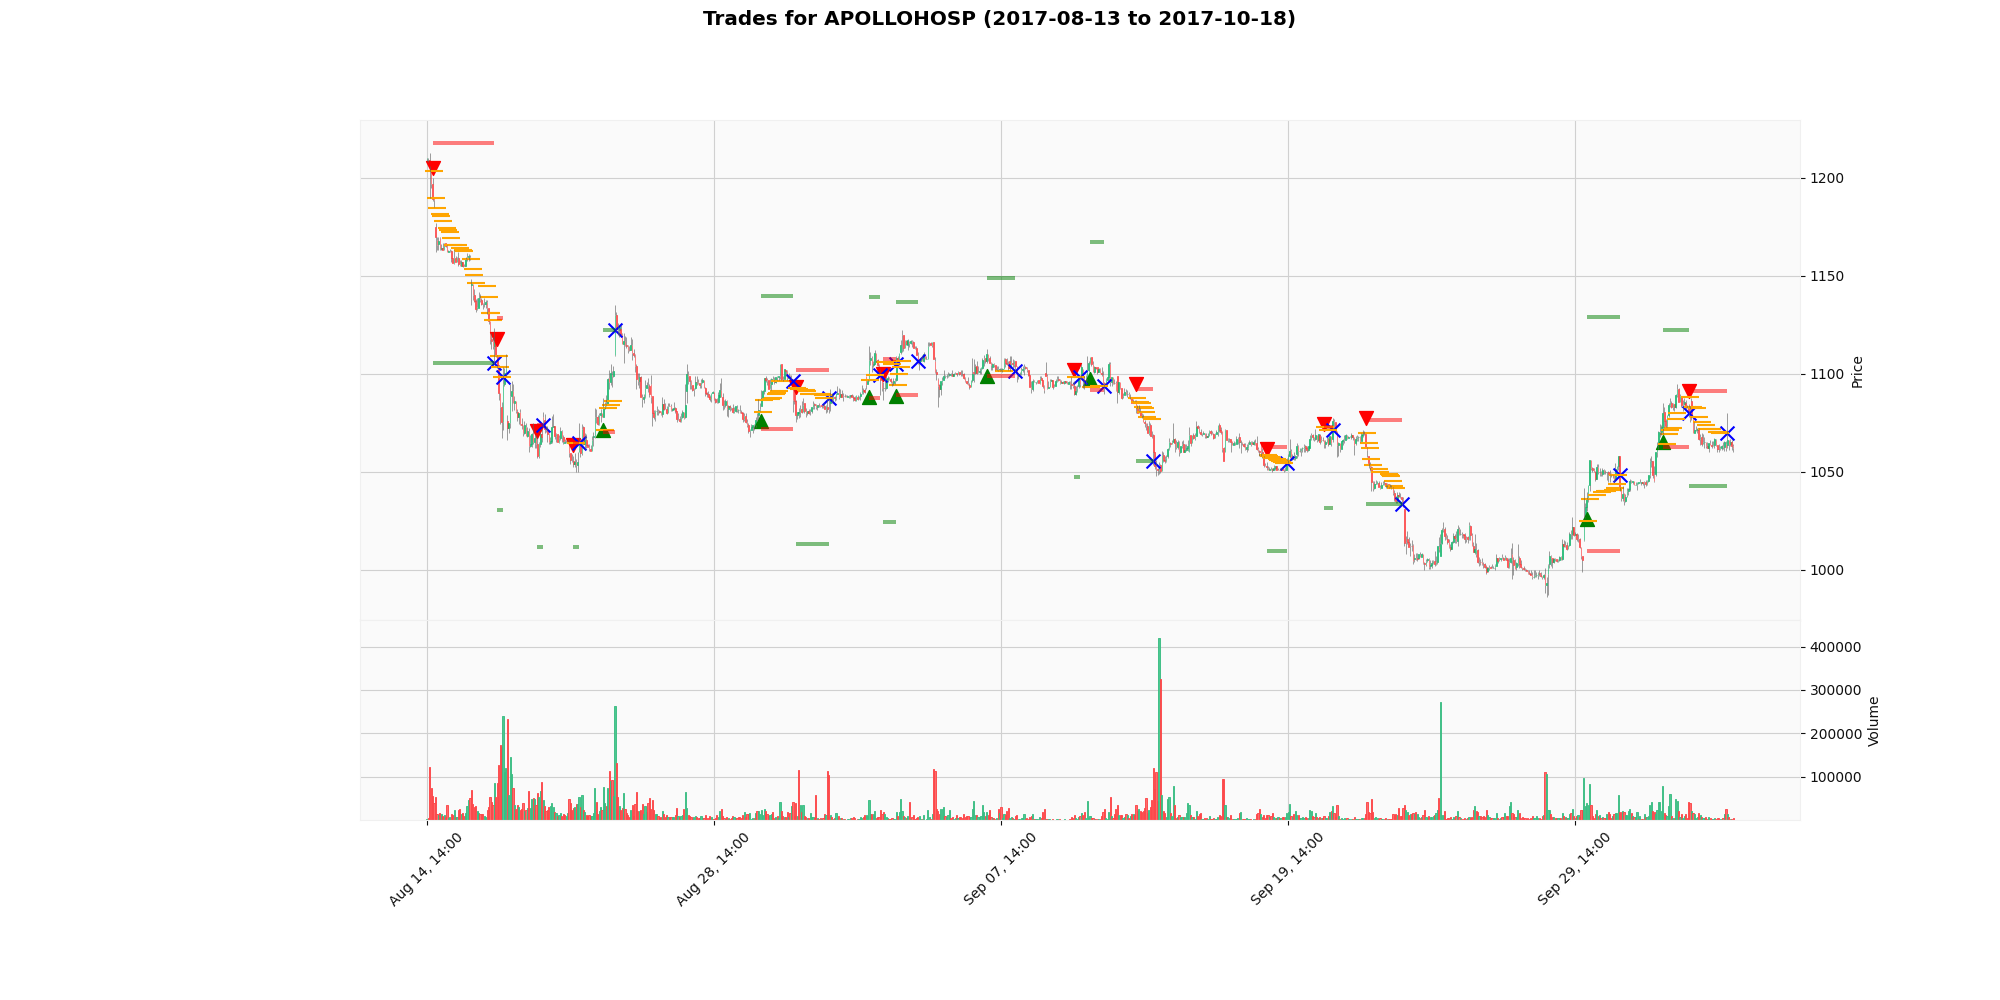 Trades for APOLLOHOSP (2017-08-13 to 2017-10-18)
1200
1150
1100
1050
1000
Price
400000
300000
200000
100000
Volume
Aug 14, 14:00
Aug 28, 14:00
Sep 07, 14:00
Sep 19, 14:00
Sep 29, 14:00